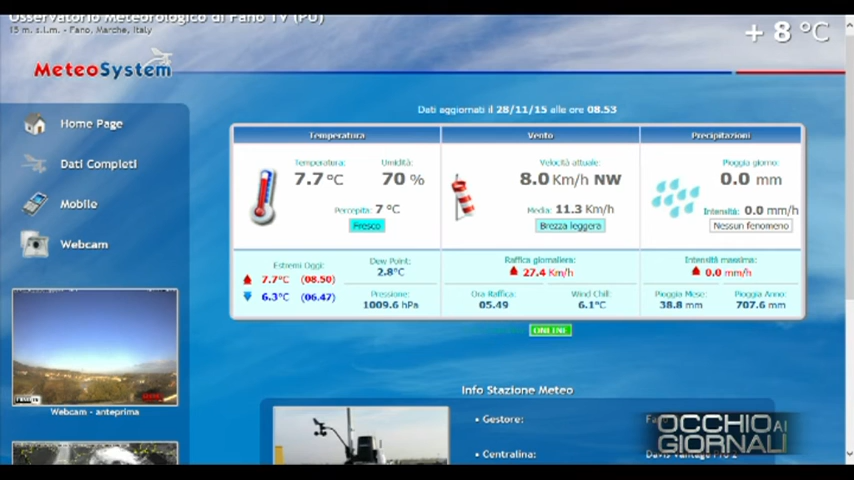 Osservatorio Meteorologico di Fano TV (PU)
15 m. s.l.m. - Fano, Marche, Italy
+ 8 °C
MeteoSystem
Dati aggiornati il 28/11/15 alle ore 08.53
Home Page
Dati Completi
Mobile
Webcam
Webcam - anteprima
Temperatura
Temperatura: Umidità:
7.7 °C 70 %
Percepita: 7 °C
Fresco
Estremi Oggi:
7.7°C (08.50)
6.3°C (06.47)
Dew Point:
2.8°C
Pressione:
1009.6 hPa
Vento
Velocità attuale:
8.0 Km/h NW
Media: 11.3 Km/h
Brezza leggera
Raffica giornaliera:
27.4 Km/h
Ora Raffica: Wind Chill:
05.49 6.1°C
Precipitazioni
Pioggia giorno:
0.0 mm
Intensità: 0.0 mm/h
Nessun fenomeno
Intensità massima:
0.0 mm/h
Pioggia Mese: Pioggia Anno:
38.8 mm 707.6 mm
ONLINE
Info Stazione Meteo
• Gestore:
• Centralina: Davis Vantage Pro 2
OCCHIO AI
GIORNALI